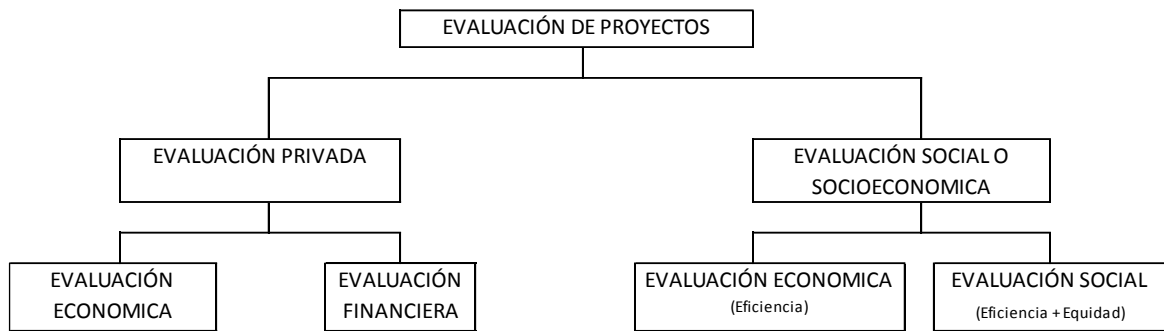 EVALUACIÓN DE PROYECTOS
EVALUACIÓN PRIVADA
EVALUACIÓN SOCIAL O
SOCIOECONOMICA
EVALUACIÓN
ECONOMICA
EVALUACIÓN
FINANCIERA
EVALUACIÓN ECONOMICA
(Eficiencia)
EVALUACIÓN SOCIAL
(Eficiencia + Equidad)